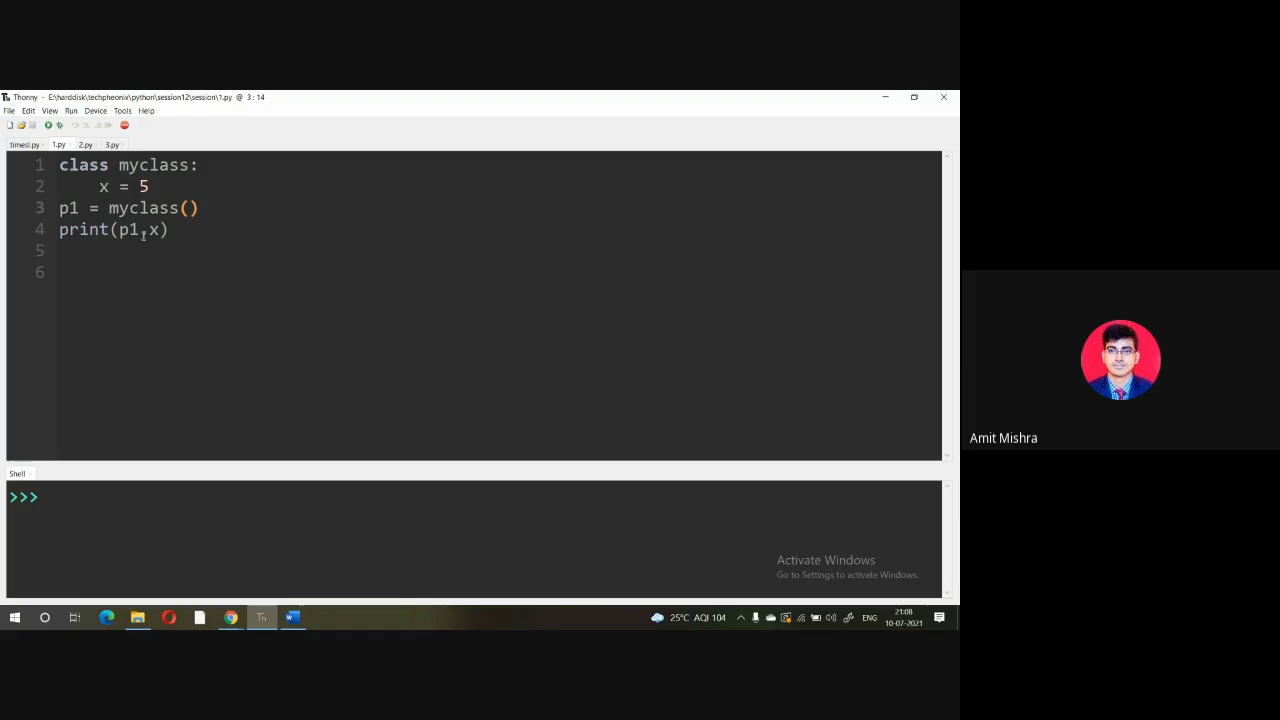 Thonny - E:\harddisk\techpheonix\python\session12\session\1.py @ 3 : 14
File Edit View Run Device Tools Help
timesl.py 1.py 2.py 3.py
1 class myclass:
2 x = 5
3 p1 = myclass()
4 print(p1.x)
5
6
Amit Mishra
Shell
>>>
Activate Windows
Go to Settings to activate Windows.
25°C AQI 104
ENG
21:08
10-07-2021